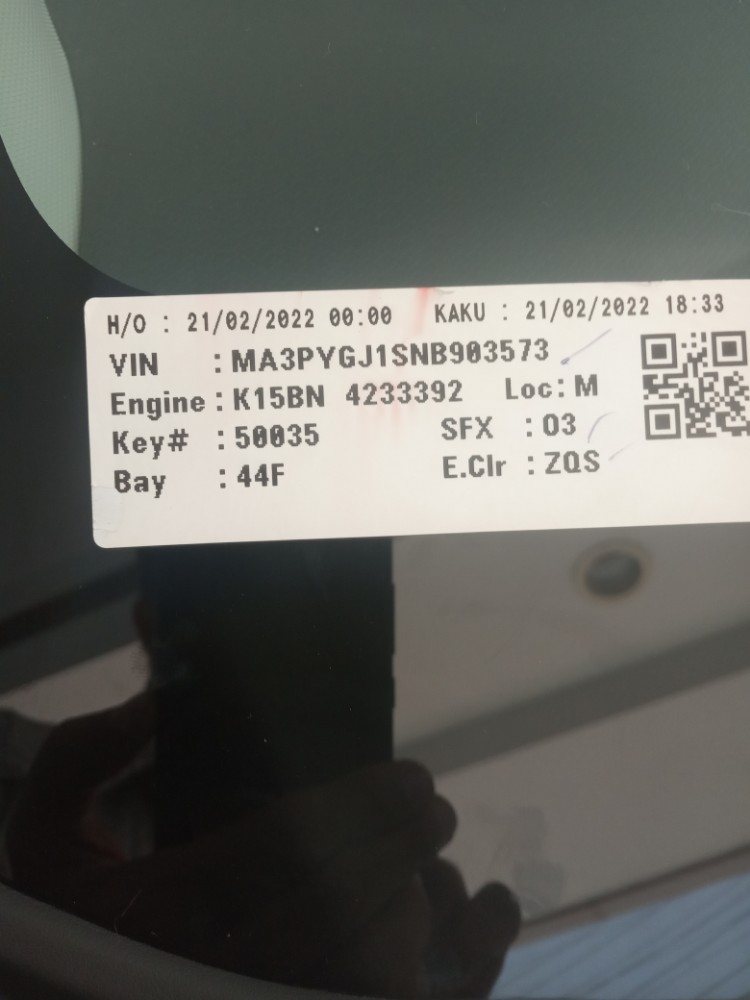 H/O : 21/02/2022 00:00 KAKU : 21/02/2022 18:33
VIN : MA3PYGJ1SNB903573
Engine : K15BN 4233392 Loc: M
Key# : 50035 SFX : 03
Bay : 44F E.Clr : ZQS